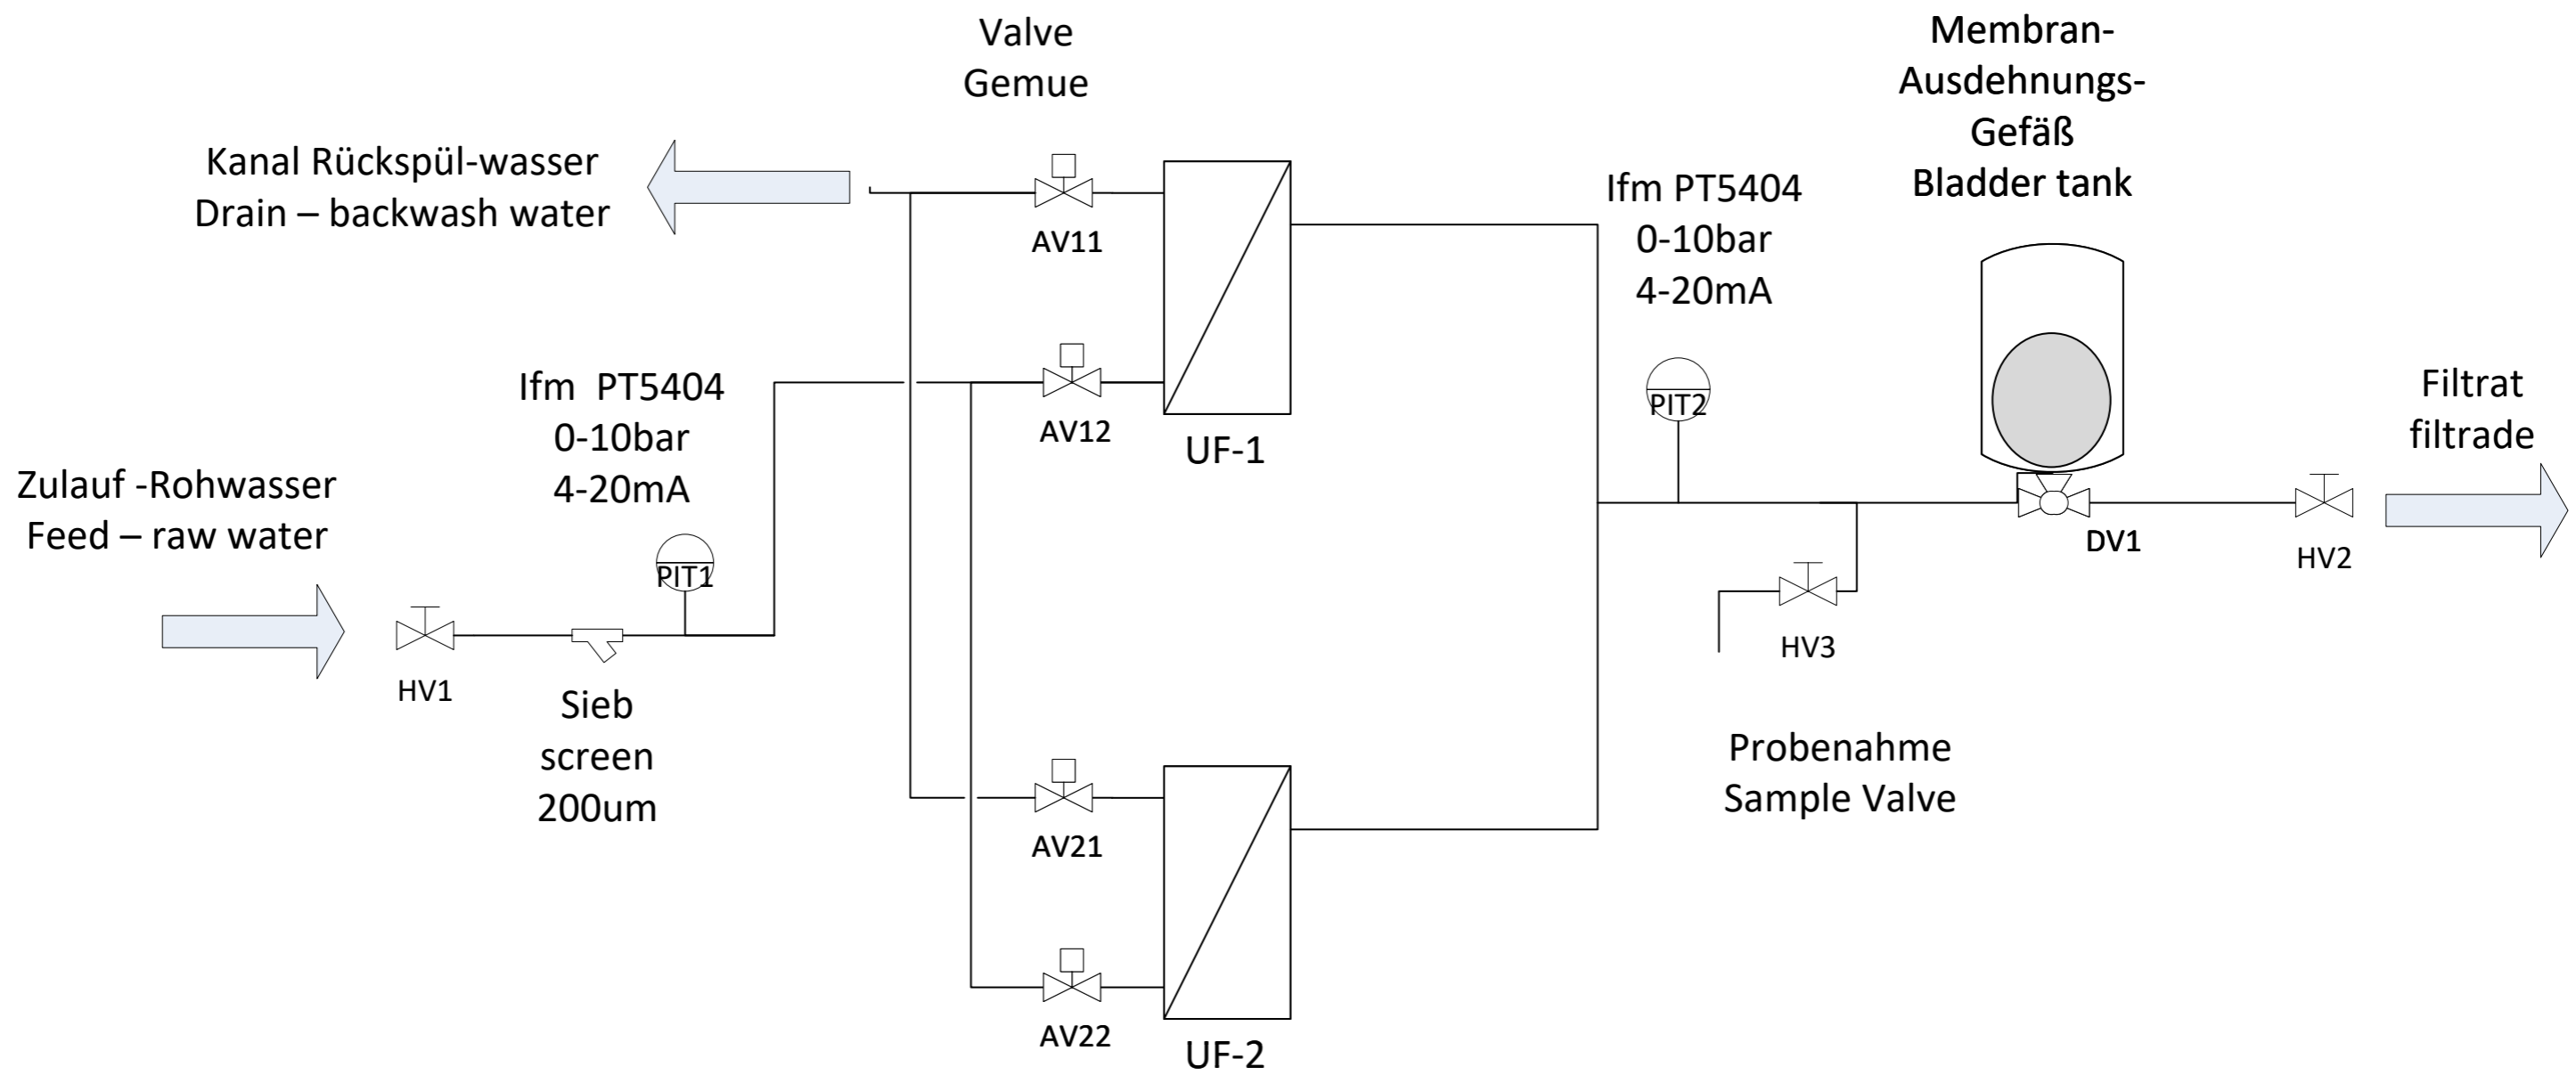 Valve
Gemue
Membran-
Ausdehnungs-
Gefäß
Bladder tank
Kanal Rückspül-wasser
Drain – backwash water
AV11
Ifm PT5404
0-10bar
4-20mA
PIT2
Ifm  PT5404
0-10bar
4-20mA
PIT1
AV12
UF-1
Filtrat
filtrade
Zulauf -Rohwasser
Feed – raw water
DV1
HV2
HV1
HV3
Sieb
screen
200um
Probenahme
Sample Valve
AV21
AV22
UF-2